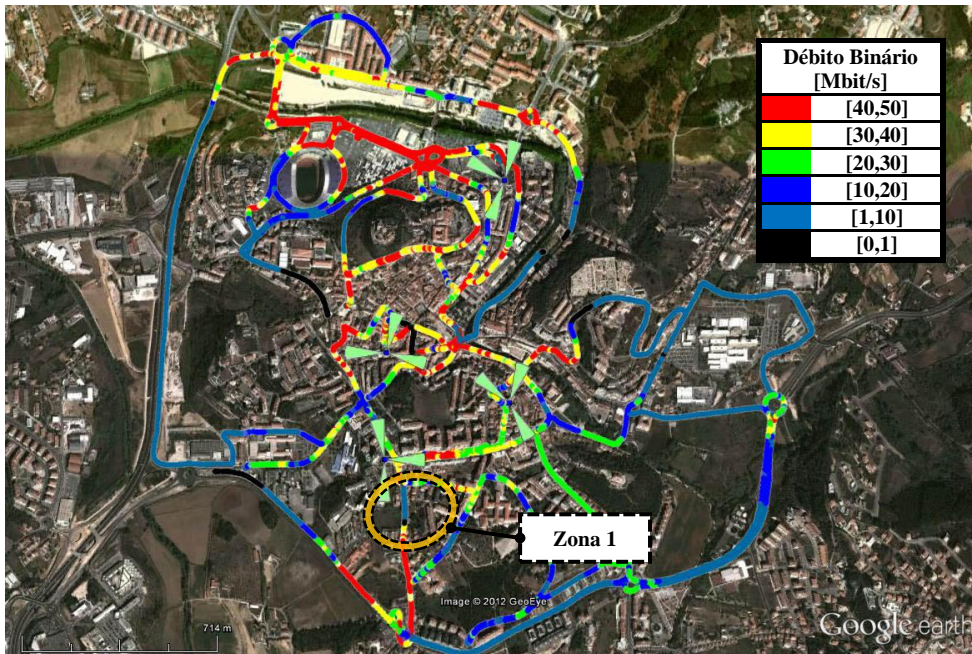 Débito Binário
[Mbit/s]
[40,50]
[30,40]
[20,30]
[10,20]
[1,10]
[0,1]
Zona 1
Image © 2012 GeoEye
714 m
Google earth